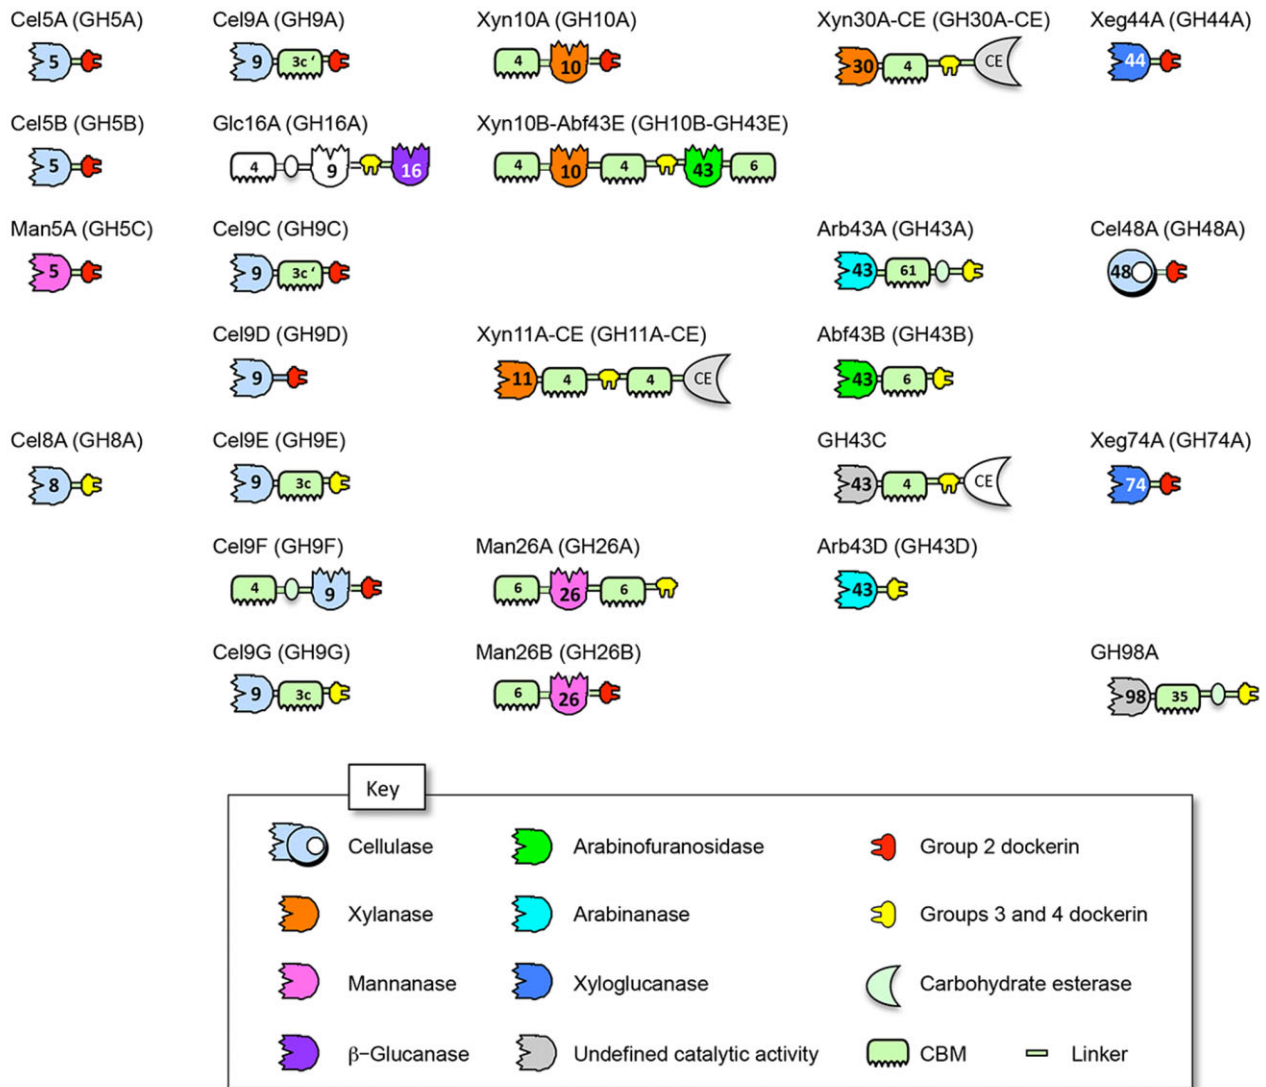 Cel5A (GH5A) Cel9A (GH9A) Xyn10A (GH10A) Xyn30A-CE (GH30A-CE) Xeg44A (GH44A)
5 9 3c' 4 10 30 4 CE 44
Cel5B (GH5B) Glc16A (GH16A) Xyn10B-Abf43E (GH10B-GH43E)
5 4 9 16 4 10 4 43 6
Man5A (GH5C) Cel9C (GH9C) Arb43A (GH43A) Cel48A (GH48A)
5 9 3c' 43 61 48
Cel9D (GH9D) Xyn11A-CE (GH11A-CE) Abf43B (GH43B)
9 11 4 4 CE 43 6
Cel8A (GH8A) Cel9E (GH9E) GH43C Xeg74A (GH74A)
8 9 3c 43 4 CE 74
Cel9F (GH9F) Man26A (GH26A) Arb43D (GH43D)
4 9 6 26 6 43
Cel9G (GH9G) Man26B (GH26B) GH98A
9 3c 6 26 98 35
Key
Cellulase Arabinofuranosidase Group 2 dockerin
Xylanase Arabinanase Groups 3 and 4 dockerin
Mannanase Xyloglucanase Carbohydrate esterase
β−Glucanase Undefined catalytic activity CBM Linker